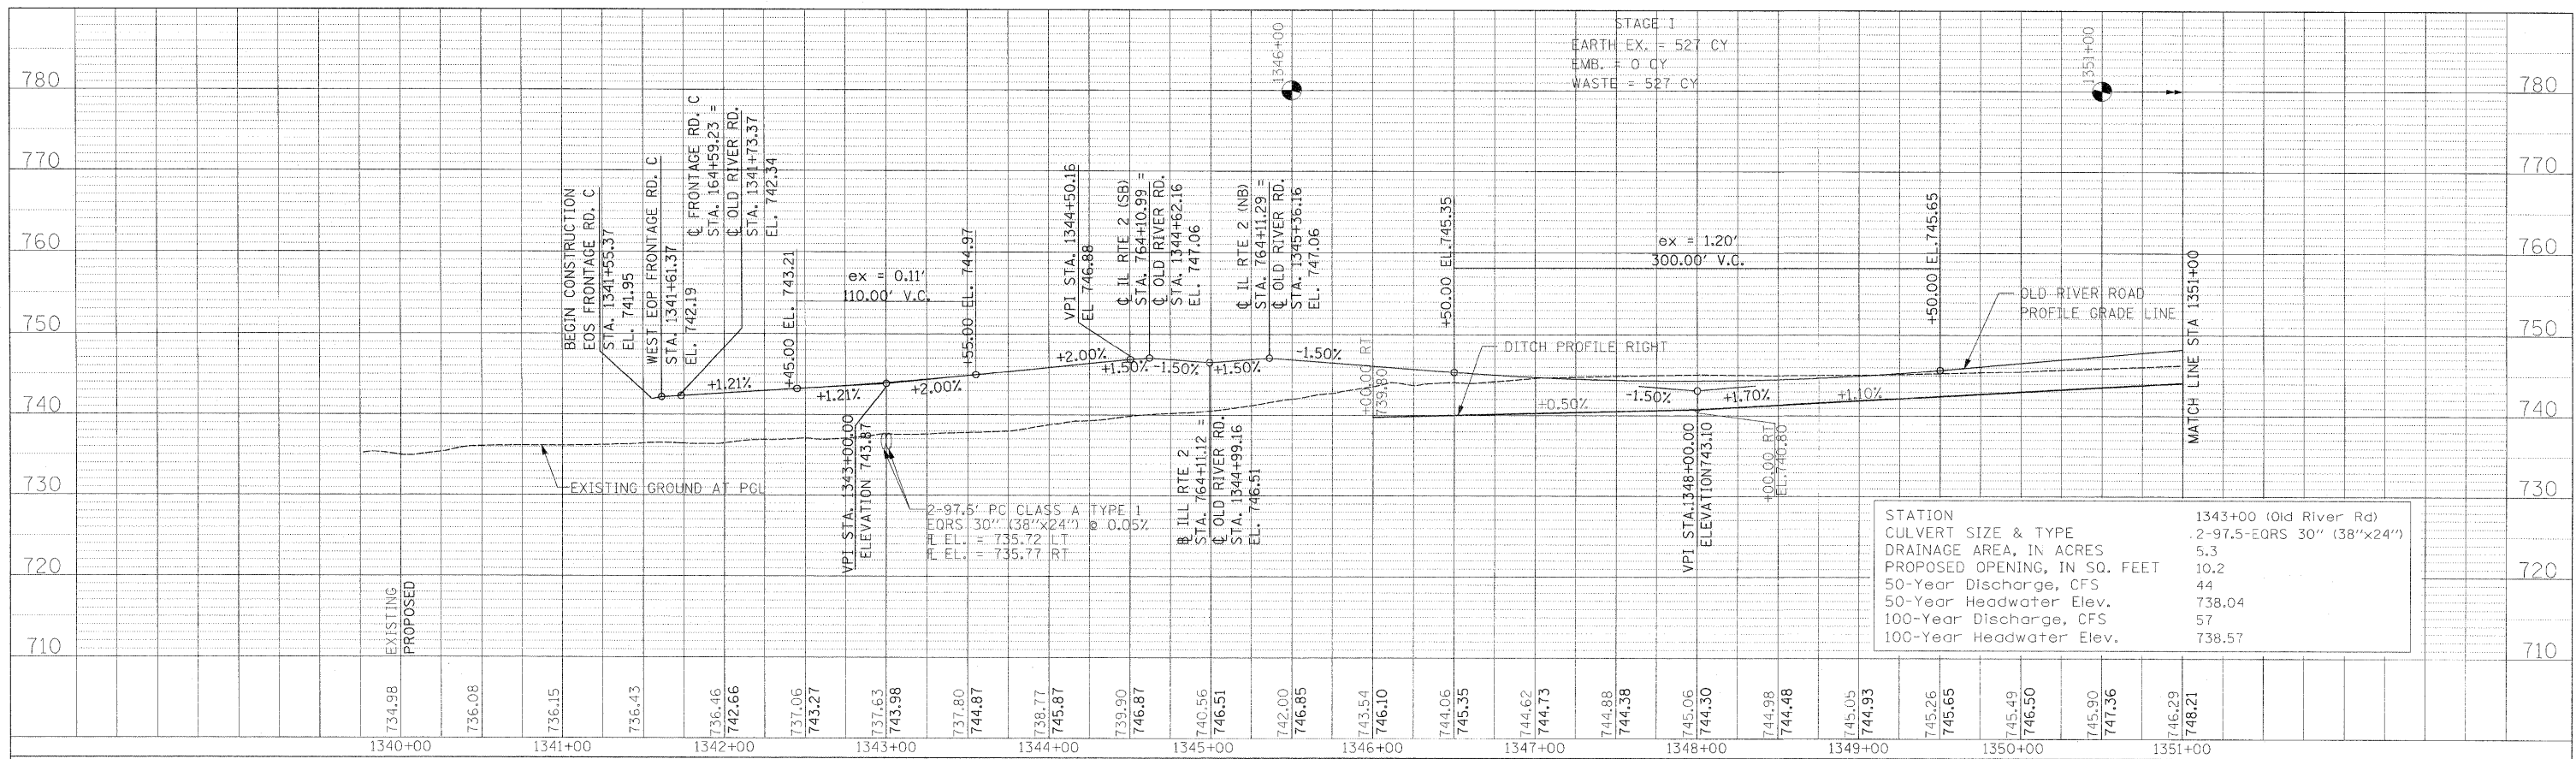 STAGE I
EARTH EX. = 527 CY
EMB. = 0 CY
WASTE = 527 CY
1346+00
1351+00
780
780
770
770
760
760
750
750
740
740
730
730
720
720
710
710
BEGIN CONSTRUCTION
EOS FRONTAGE RD. C
STA. 1341+55.37
EL. 741.95
WEST EOP FRONTAGE RD. C
STA. 1341+61.37
EL. 742.19
℄ FRONTAGE RD. C
STA. 164+59.23 =
℄ OLD RIVER RD.
STA. 1341+73.37
EL. 742.34
+45.00 EL. 743.21
ex = 0.11'
110.00' V.C.
+55.00 EL. 744.97
VPI STA. 1344+50.16
EL 746.88
℄ IL RTE 2 (SB)
STA. 764+10.99 =
℄ OLD RIVER RD.
STA. 1344+62.16
EL. 747.06
℄ IL RTE 2 (NB)
STA. 764+11.29 =
℄ OLD RIVER RD.
STA. 1345+36.16
EL. 747.06
+50.00 EL.745.35
ex = 1.20'
300.00' V.C.
+50.00 EL.745.65
OLD RIVER ROAD
PROFILE GRADE LINE
MATCH LINE STA 1351+00
+1.21%
+1.21%
+2.00%
+2.00%
+1.50%
-1.50%
+1.50%
-1.50%
+00.00 RT
739.80
DITCH PROFILE RIGHT
+0.50%
-1.50%
+1.70%
+1.10%
VPI STA. 1343+00.00
ELEVATION 743.87
EXISTING GROUND AT PGL
2-97.5' PC CLASS A TYPE 1
EQRS 30" (38"x24") @ 0.05%
EL. = 735.72 LT
EL. = 735.77 RT
ILL RTE 2
STA. 764+11.12 =
℄ OLD RIVER RD.
STA. 1344+99.16
EL. 746.51
VPI STA.1348+00.00
ELEVATION743.10
+00.00 RT
EL.740.80
STATION 1343+00 (Old River Rd)
CULVERT SIZE & TYPE 2-97.5-EQRS 30" (38"x24")
DRAINAGE AREA, IN ACRES 5.3
PROPOSED OPENING, IN SQ. FEET 10.2
50-Year Discharge, CFS 44
50-Year Headwater Elev. 738.04
100-Year Discharge, CFS 57
100-Year Headwater Elev. 738.57
EXISTING
PROPOSED
734.98
736.08
736.15
736.43
736.46
742.66
737.06
743.27
737.63
743.98
737.80
744.87
738.77
745.87
739.90
746.87
740.56
746.51
742.00
746.85
743.54
746.10
744.06
745.35
744.62
744.73
744.88
744.38
745.06
744.30
744.98
744.48
745.05
744.93
745.26
745.65
745.49
746.50
745.90
747.36
746.29
748.21
1340+00
1341+00
1342+00
1343+00
1344+00
1345+00
1346+00
1347+00
1348+00
1349+00
1350+00
1351+00